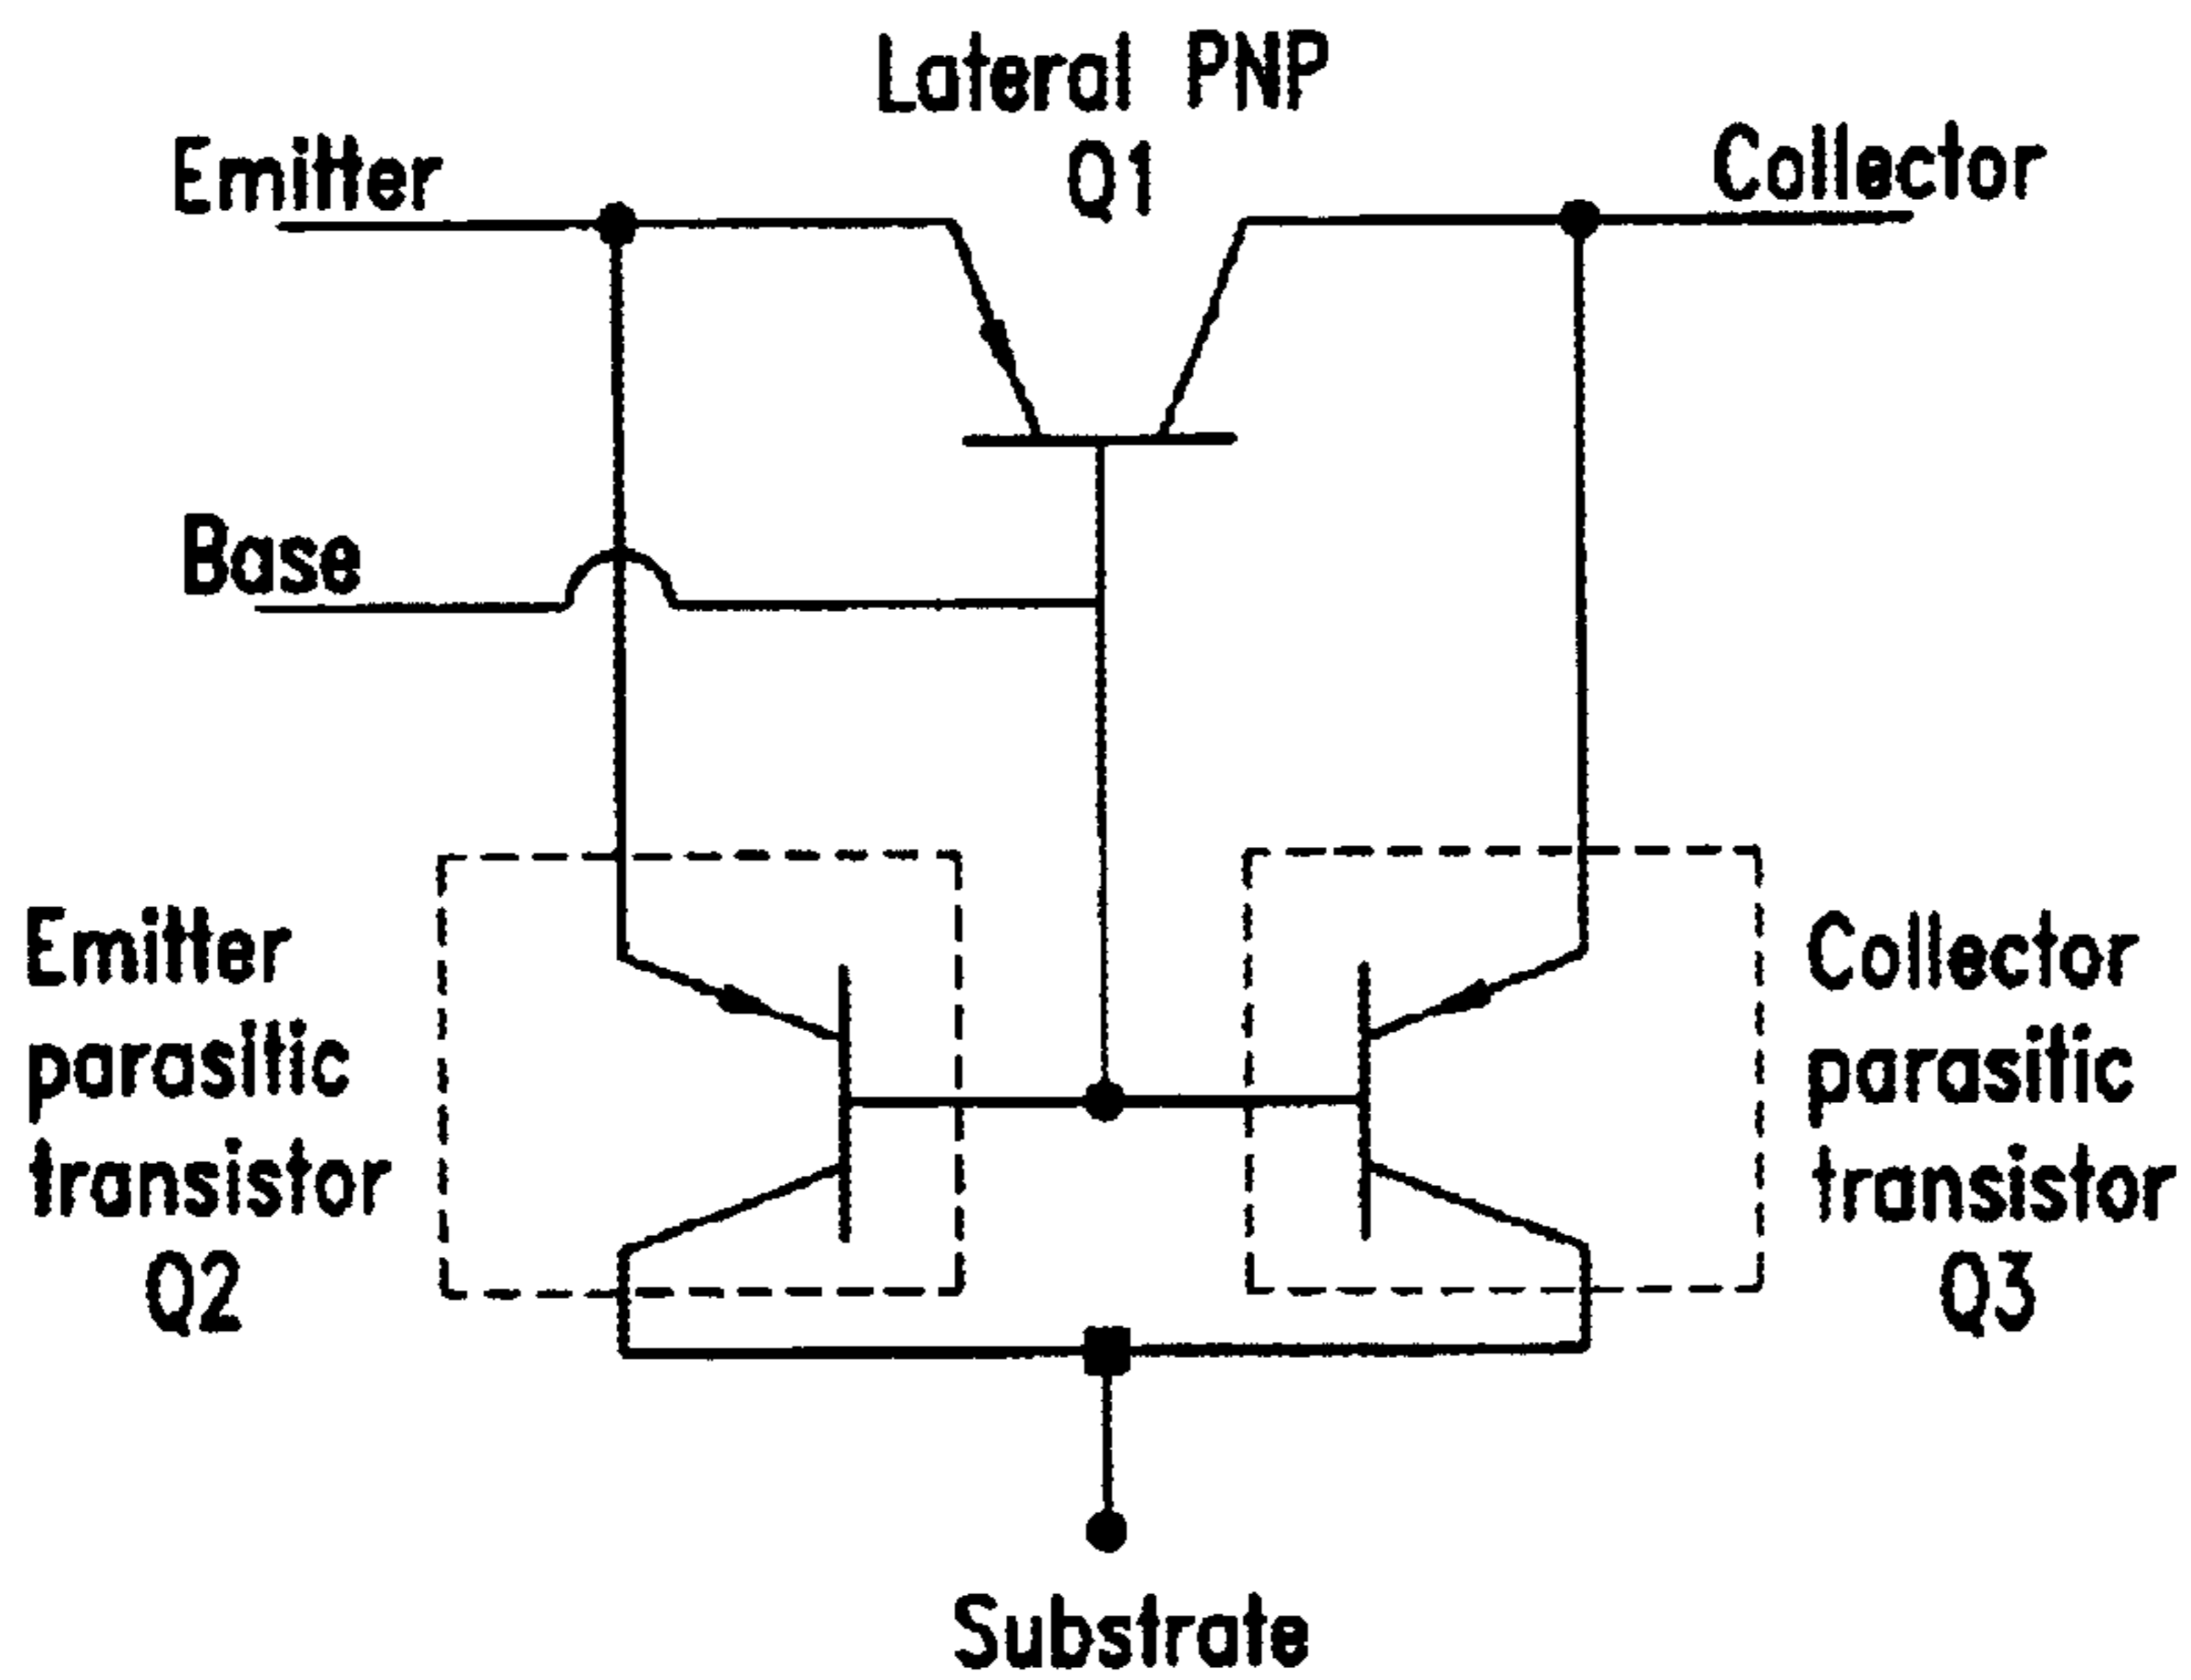 Lateral PNP
Q1
Emitter
Collector
Base
Emitter
parasitic
transistor
Q2
Collector
parasitic
transistor
Q3
Substrate